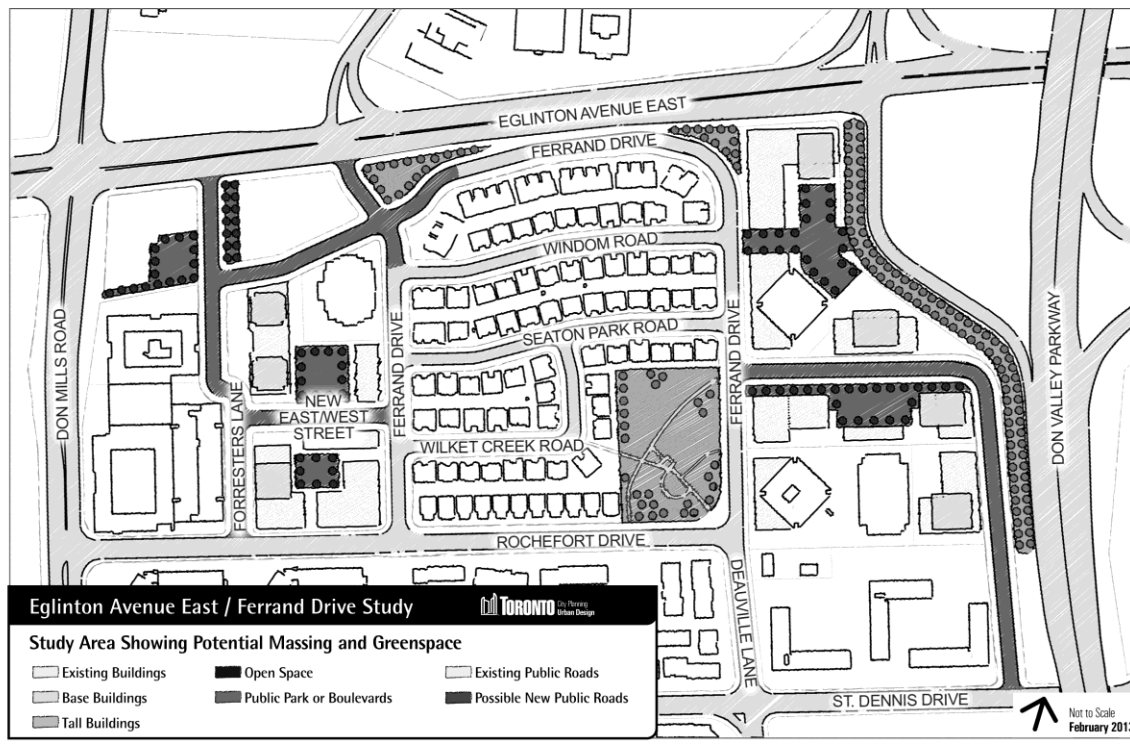 EGLINTON AVENUE EAST
FERRAND DRIVE
WINDOM ROAD
SEATON PARK ROAD
FERRAND DRIVE
FERRAND DRIVE
DON MILLS ROAD
DON VALLEY PARKWAY
NEW
EAST/WEST
STREET
FORRESTERS LANE
WILKET CREEK ROAD
ROCHEFORT DRIVE
DEAUVILLE LANE
ST. DENNIS DRIVE
Eglinton Avenue East / Ferrand Drive Study
TORONTO City Planning
Urban Design
Study Area Showing Potential Massing and Greenspace
Existing Buildings
Base Buildings
Tall Buildings
Open Space
Public Park or Boulevards
Existing Public Roads
Possible New Public Roads
Not to Scale
February 2013